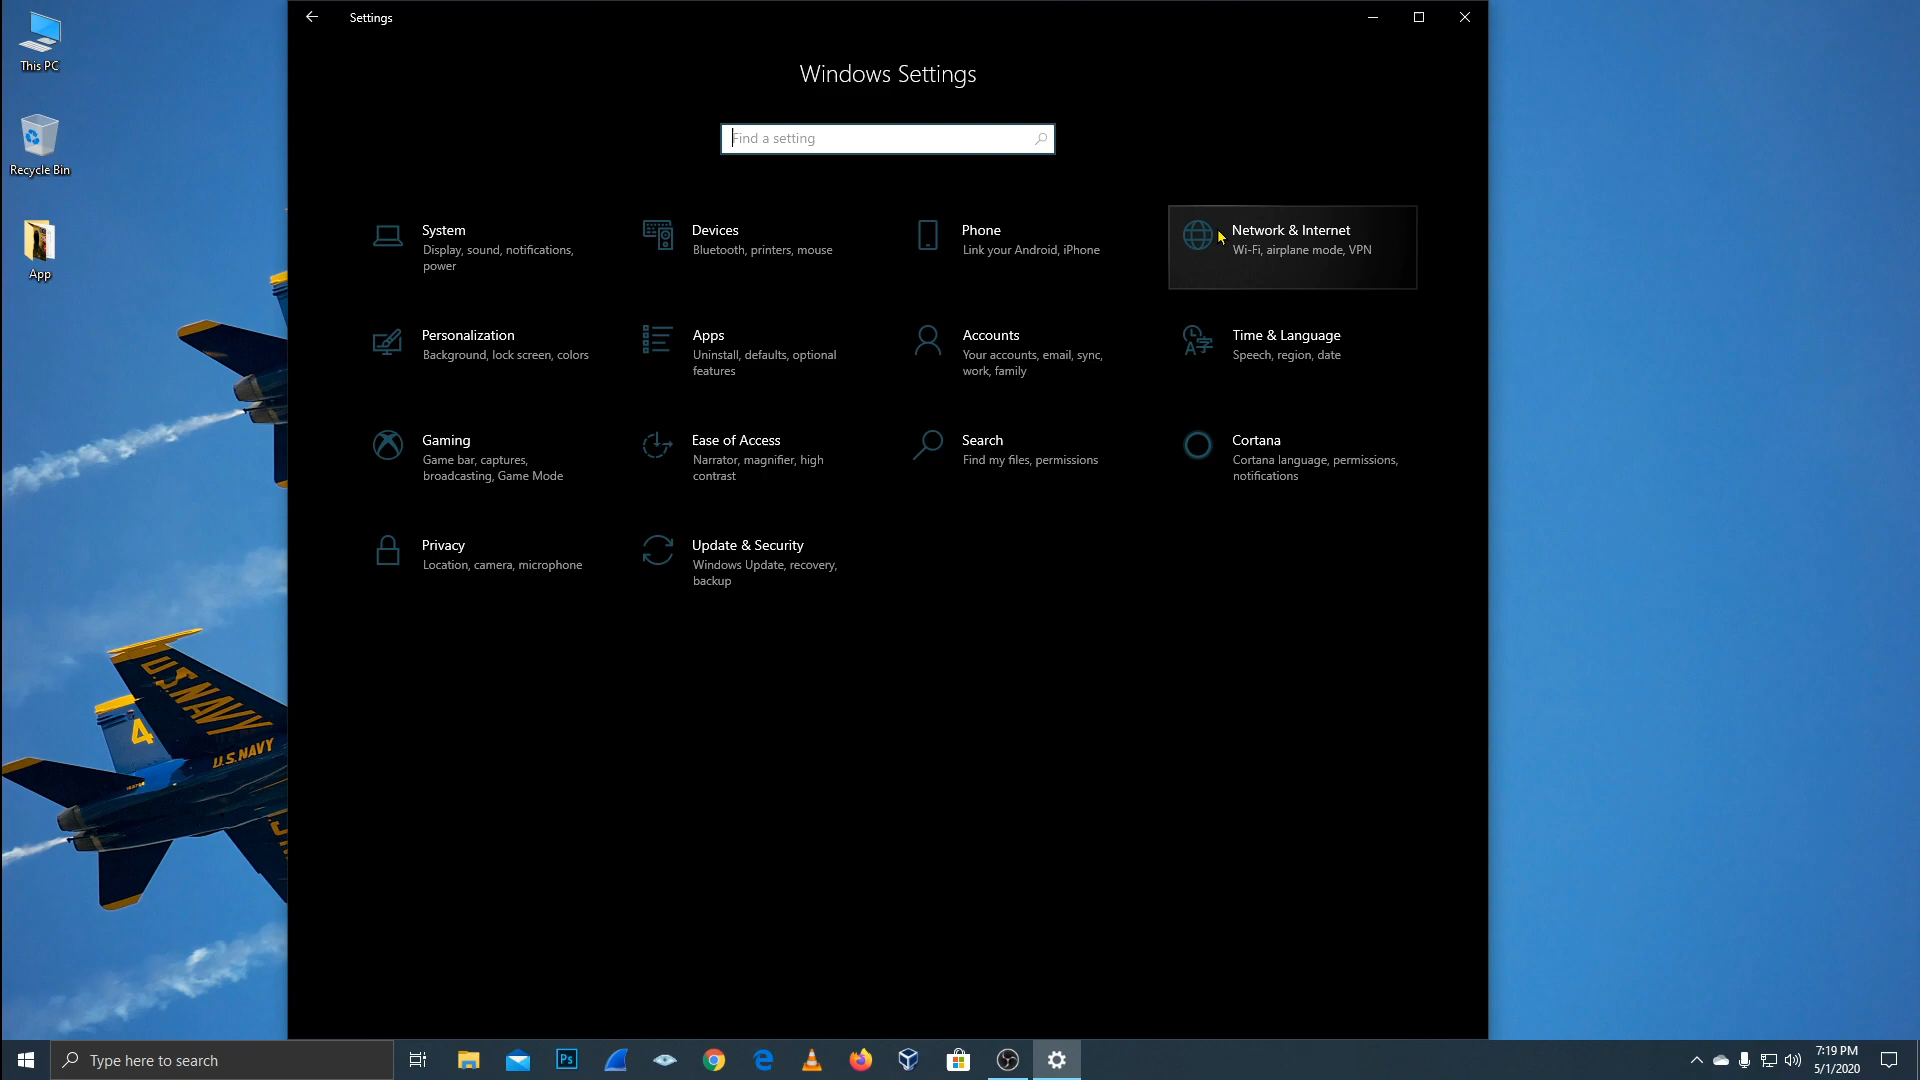 Settings
Windows Settings
Find a setting
This PC
Recycle Bin
App
System
Display, sound, notifications,
power
Devices
Bluetooth, printers, mouse
Phone
Link your Android, iPhone
Network & Internet
Wi-Fi, airplane mode, VPN
Personalization
Background, lock screen, colors
Apps
Uninstall, defaults, optional
features
Accounts
Your accounts, email, sync,
work, family
Time & Language
Speech, region, date
Gaming
Game bar, captures,
broadcasting, Game Mode
Ease of Access
Narrator, magnifier, high
contrast
Search
Find my files, permissions
Cortana
Cortana language, permissions,
notifications
Privacy
Location, camera, microphone
Update & Security
Windows Update, recovery,
backup
U.S.NAVY
4
U.S.NAVY
Type here to search
Ps
7:19 PM
5/1/2020